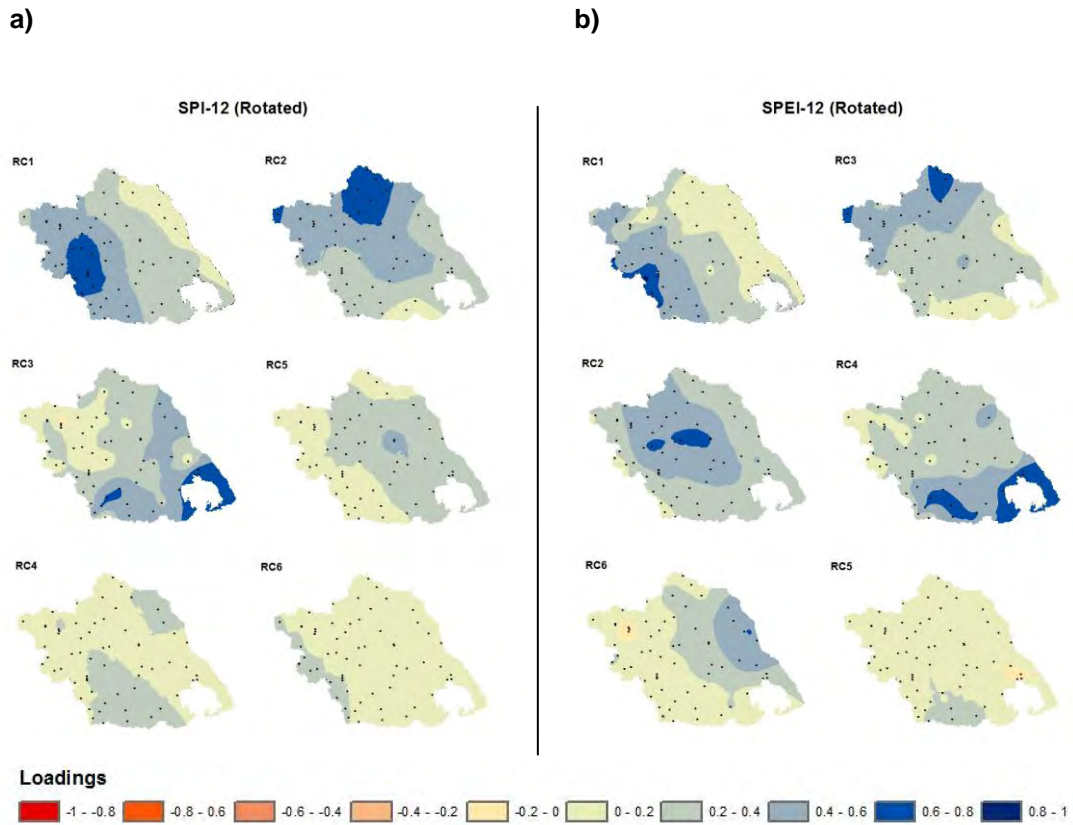 a)
b)
SPI-12 (Rotated)
SPEI-12 (Rotated)
RC1
RC2
RC1
RC3
RC3
RC5
RC2
RC4
RC4
RC6
RC6
RC5
Loadings
-1 - -0.8
-0.8 - 0.6
-0.6 - -0.4
-0.4 - -0.2
-0.2 - 0
0 - 0.2
0.2 - 0.4
0.4 - 0.6
0.6 - 0.8
0.8 - 1